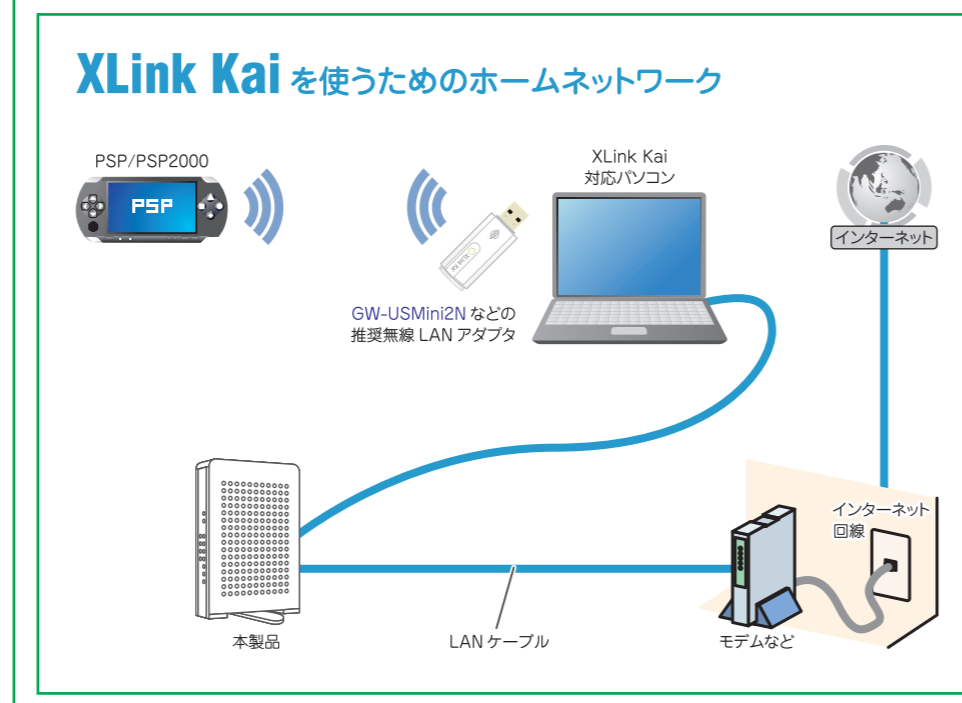 XLink Kai を使うためのホームネットワーク
PSP/PSP2000
PSP
XLink Kai
対応パソコン
インターネット
GW-USMini2N などの
推奨無線 LAN アダプタ
インターネット
回線
本製品
LAN ケーブル
モデムなど